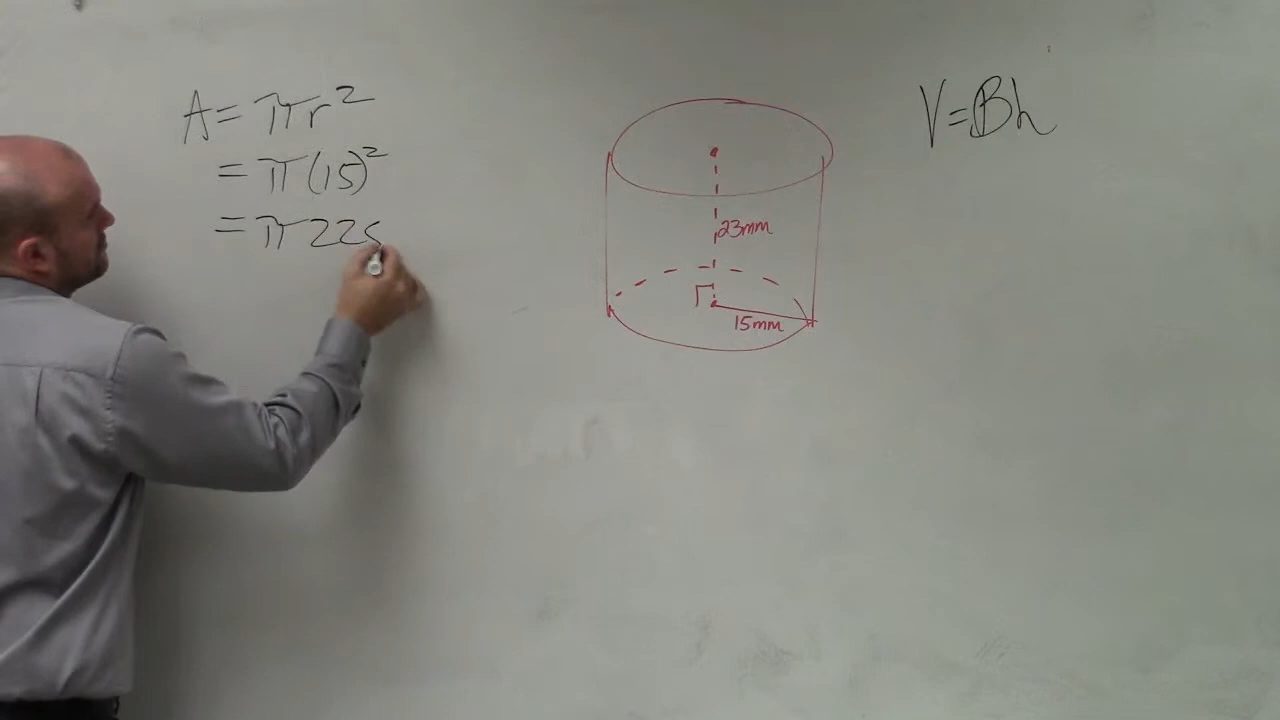 A = πr²
= π(15)²
= π225
23mm
15mm
V = Bh